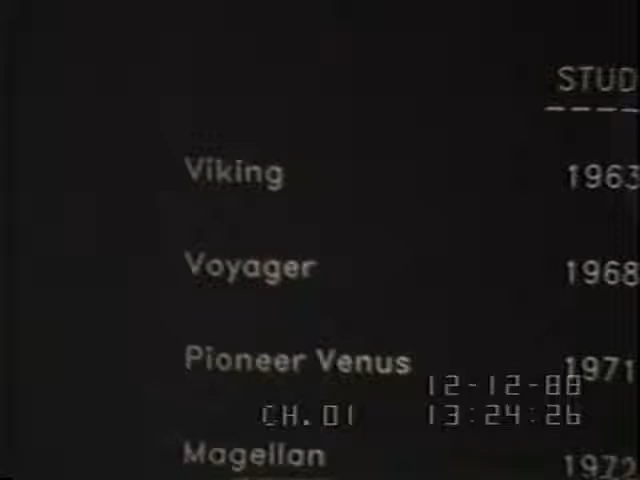 STUD
Viking 1963
Voyager 1968
Pioneer Venus 1971
12-12-88
CH.01 13:24:26
Magellan 1972